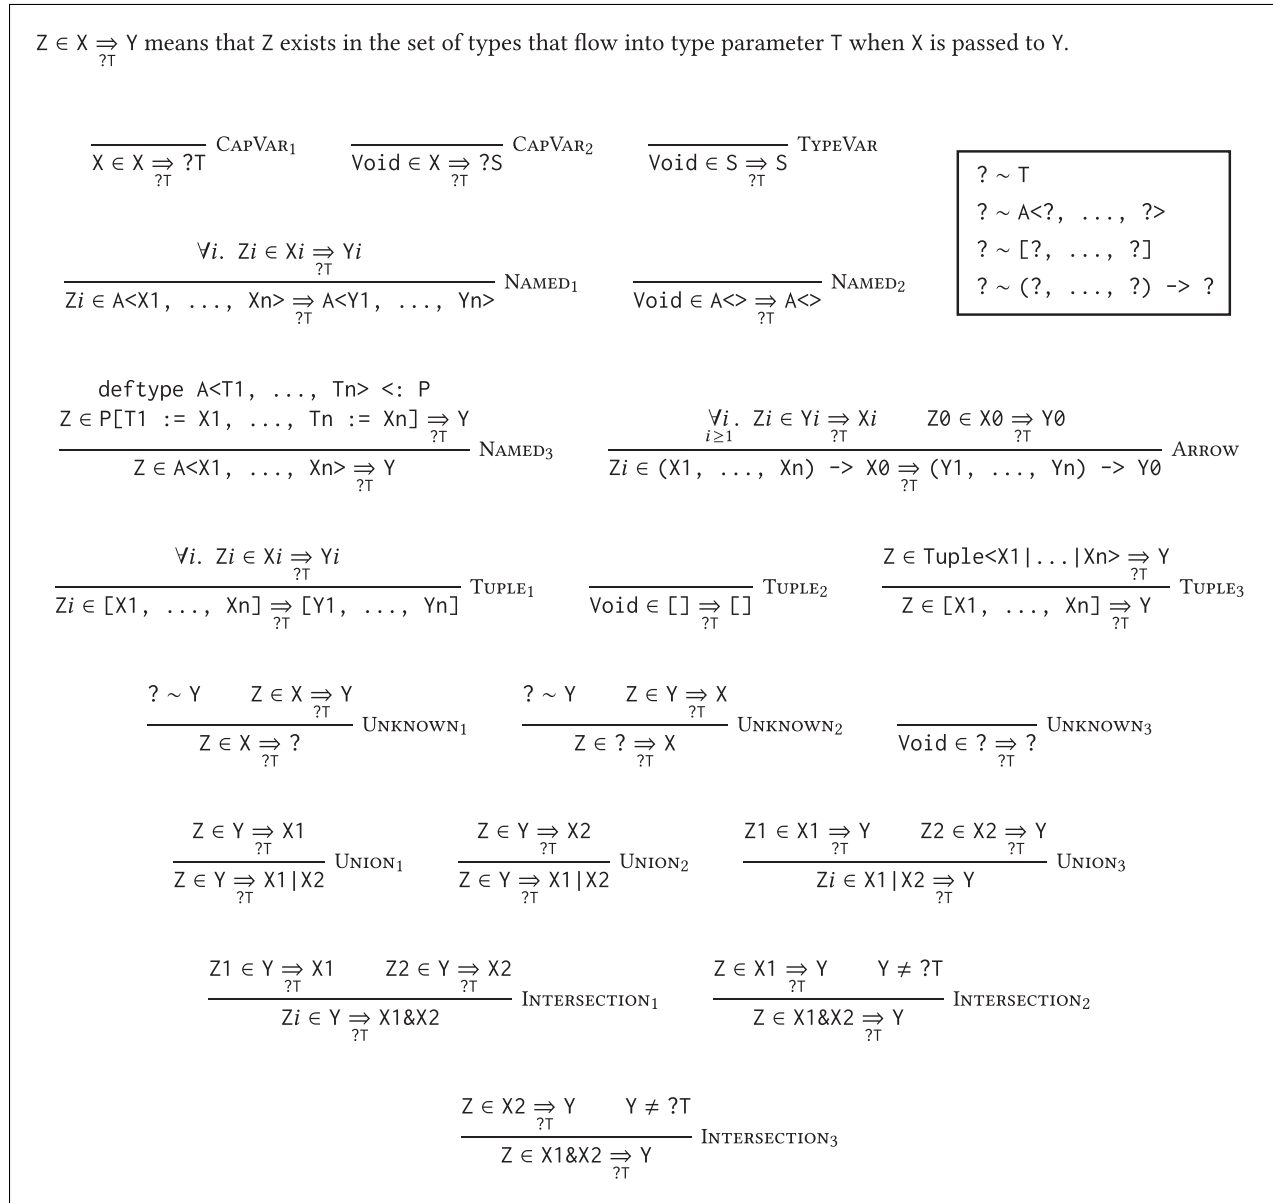 Z ∈ X ⇒ Y means that Z exists in the set of types that flow into type parameter T when X is passed to Y.
?T
CapVar₁
X ∈ X ⇒ ?T
?T
CapVar₂
Void ∈ X ⇒ ?S
?T
TypeVar
Void ∈ S ⇒ S
?T
? ∼ T
? ∼ A<?, ..., ?>
? ∼ [?, ..., ?]
? ∼ (?, ..., ?) -> ?
∀i. Zi ∈ Xi ⇒ Yi
?T
Named₁
Zi ∈ A<X1, ..., Xn> ⇒ A<Y1, ..., Yn>
?T
Named₂
Void ∈ A<> ⇒ A<>
?T
deftype A<T1, ..., Tn> <: P
Z ∈ P[T1 := X1, ..., Tn := Xn] ⇒ Y
?T
Named₃
Z ∈ A<X1, ..., Xn> ⇒ Y
?T
∀i. Zi ∈ Yi ⇒ Xi Z0 ∈ X0 ⇒ Y0
i≥1 ?T ?T
Arrow
Zi ∈ (X1, ..., Xn) -> X0 ⇒ (Y1, ..., Yn) -> Y0
?T
∀i. Zi ∈ Xi ⇒ Yi
?T
Tuple₁
Zi ∈ [X1, ..., Xn] ⇒ [Y1, ..., Yn]
?T
Tuple₂
Void ∈ [] ⇒ []
?T
Z ∈ Tuple<X1|...|Xn> ⇒ Y
?T
Tuple₃
Z ∈ [X1, ..., Xn] ⇒ Y
?T
? ∼ Y Z ∈ X ⇒ Y
?T
Unknown₁
Z ∈ X ⇒ ?
?T
? ∼ Y Z ∈ Y ⇒ X
?T
Unknown₂
Z ∈ ? ⇒ X
?T
Unknown₃
Void ∈ ? ⇒ ?
?T
Z ∈ Y ⇒ X1
?T
Union₁
Z ∈ Y ⇒ X1|X2
?T
Z ∈ Y ⇒ X2
?T
Union₂
Z ∈ Y ⇒ X1|X2
?T
Z1 ∈ X1 ⇒ Y Z2 ∈ X2 ⇒ Y
?T ?T
Union₃
Zi ∈ X1|X2 ⇒ Y
?T
Z1 ∈ Y ⇒ X1 Z2 ∈ Y ⇒ X2
?T ?T
Intersection₁
Zi ∈ Y ⇒ X1&X2
?T
Z ∈ X1 ⇒ Y Y ≠ ?T
?T
Intersection₂
Z ∈ X1&X2 ⇒ Y
?T
Z ∈ X2 ⇒ Y Y ≠ ?T
?T
Intersection₃
Z ∈ X1&X2 ⇒ Y
?T